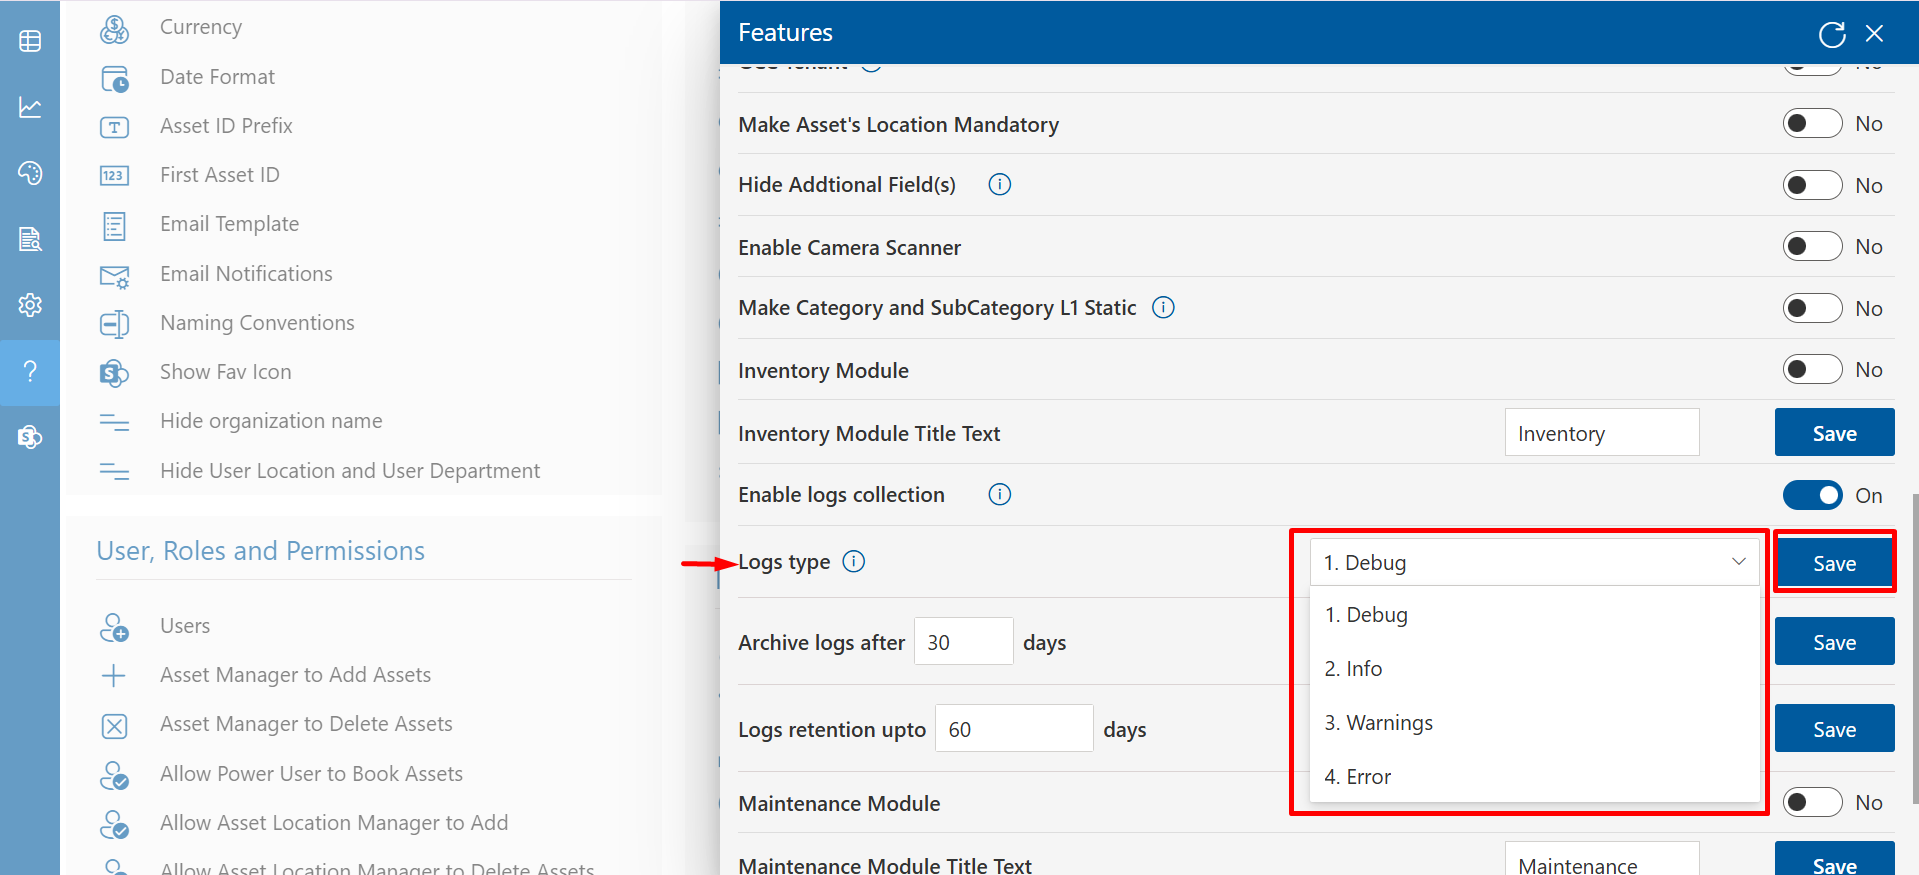 Currency
Date Format
Asset ID Prefix
First Asset ID
Email Template
Email Notifications
Naming Conventions
Show Fav Icon
Hide organization name
Hide User Location and User Department
User, Roles and Permissions
Users
Asset Manager to Add Assets
Asset Manager to Delete Assets
Allow Power User to Book Assets
Allow Asset Location Manager to Add
Allow Asset Location Manager to Delete Assets
Features
Make Asset's Location Mandatory No
Hide Addtional Field(s) No
Enable Camera Scanner No
Make Category and SubCategory L1 Static No
Inventory Module No
Inventory Module Title Text Inventory Save
Enable logs collection On
Logs type 1. Debug Save
1. Debug
2. Info
3. Warnings
4. Error
Archive logs after 30 days Save
Logs retention upto 60 days Save
Maintenance Module No
Maintenance Module Title Text Maintenance Save